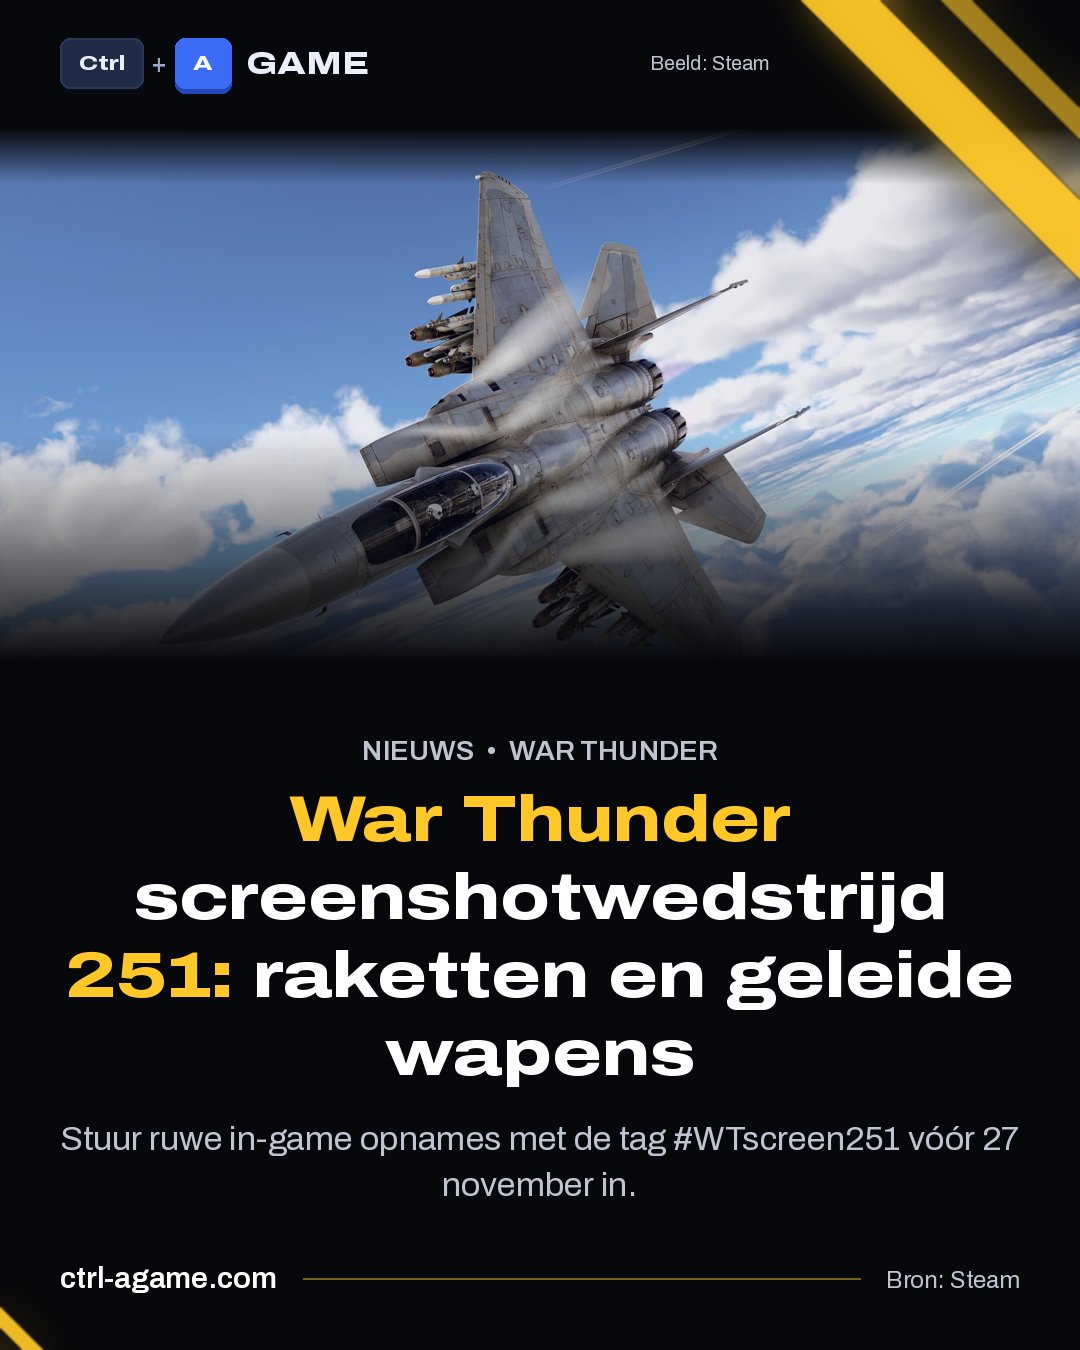 Ctrl + A GAME
Beeld: Steam
NIEUWS • WAR THUNDER
War Thunder
screenshotwedstrijd
251: raketten en geleide
wapens
Stuur ruwe in-game opnames met de tag #WTscreen251 vóór 27
november in.
ctrl-agame.com
Bron: Steam